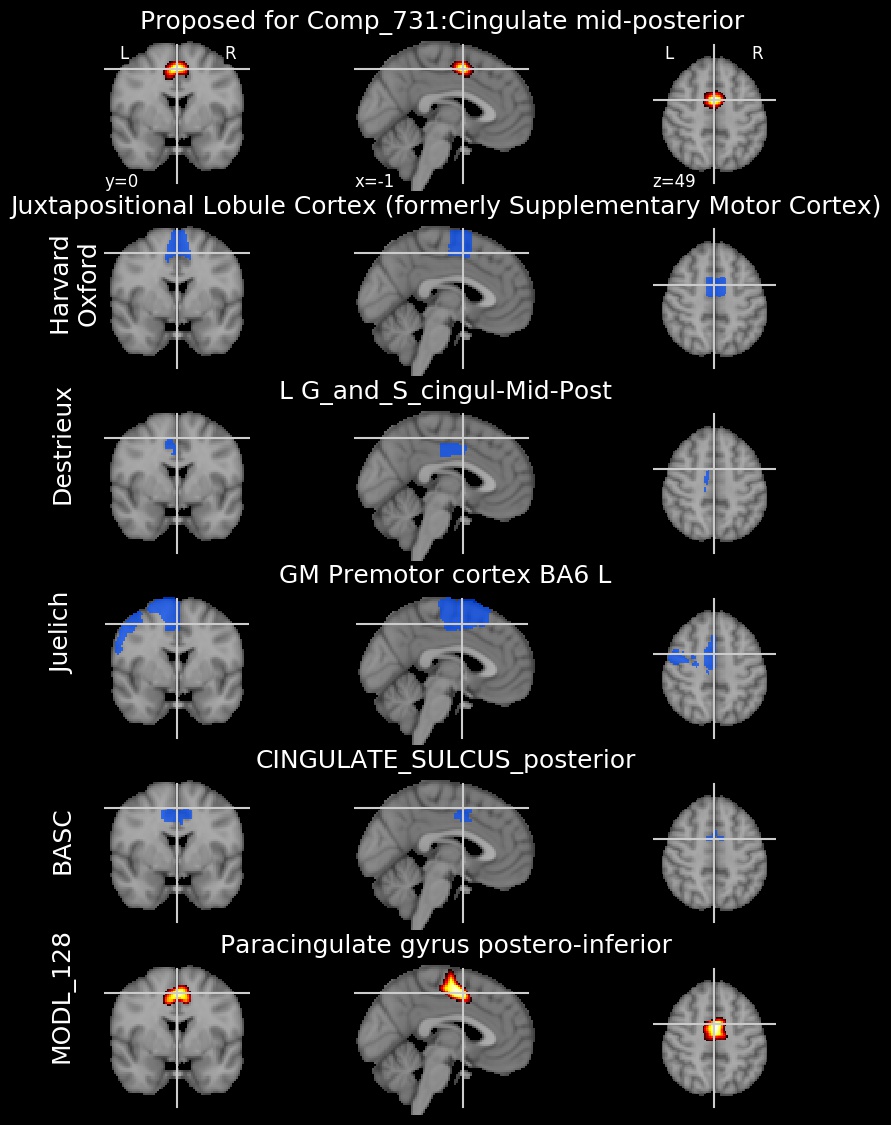 Proposed for Comp_731:Cingulate mid-posterior
L R L R
y=0 x=-1 z=49
Juxtapositional Lobule Cortex (formerly Supplementary Motor Cortex)
Harvard
Oxford
L G_and_S_cingul-Mid-Post
Destrieux
GM Premotor cortex BA6 L
Juelich
CINGULATE_SULCUS_posterior
BASC
Paracingulate gyrus postero-inferior
MODL_128